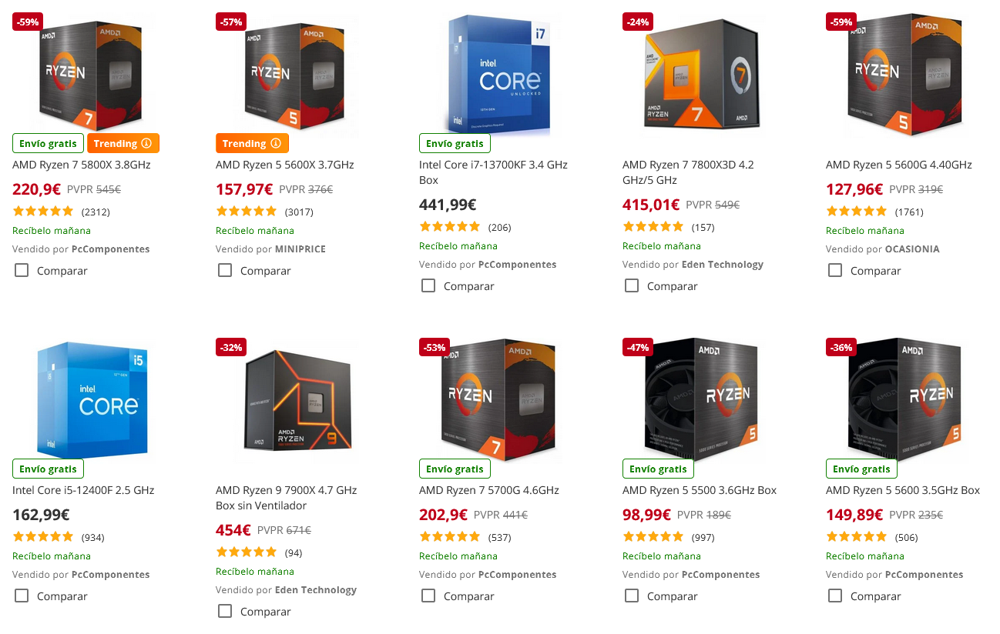 -59%
AMD
AMD
RYZEN
7
Envío gratis
Trending
AMD Ryzen 7 5800X 3.8GHz
220,9€ PVPR 545€
(2312)
Recíbelo mañana
Vendido por PcComponentes
Comparar
-57%
AMD
AMD
RYZEN
5
Trending
AMD Ryzen 5 5600X 3.7GHz
157,97€ PVPR 376€
(3017)
Recíbelo mañana
Vendido por MINIPRICE
Comparar
i7
i7
intel
CORE
UNLOCKED
intel
Envío gratis
Intel Core i7-13700KF 3.4 GHz
Box
441,99€
(206)
Recíbelo mañana
Vendido por PcComponentes
Comparar
-24%
7
AMD
RYZEN
7
AMD
AMD Ryzen 7 7800X3D 4.2
GHz/5 GHz
415,01€ PVPR 549€
(157)
Recíbelo mañana
Vendido por Eden Technology
Comparar
-59%
AMD
AMD
RYZEN
5
AMD Ryzen 5 5600G 4.40GHz
127,96€ PVPR 319€
(1761)
Recíbelo mañana
Vendido por OCASIONIA
Comparar
i5
i5
intel
CORE
intel
Envío gratis
Intel Core i5-12400F 2.5 GHz
162,99€
(934)
Recíbelo mañana
Vendido por PcComponentes
Comparar
-32%
AMD
RYZEN
9
AMD
AMD Ryzen 9 7900X 4.7 GHz
Box sin Ventilador
454€ PVPR 671€
(94)
Recíbelo mañana
Vendido por Eden Technology
Comparar
-53%
AMD
AMD
RYZEN
7
Envío gratis
AMD Ryzen 7 5700G 4.6GHz
202,9€ PVPR 441€
(537)
Recíbelo mañana
Vendido por PcComponentes
Comparar
-47%
AMD
AMD
RYZEN
5
Envío gratis
AMD Ryzen 5 5500 3.6GHz Box
98,99€ PVPR 189€
(997)
Recíbelo mañana
Vendido por PcComponentes
Comparar
-36%
AMD
AMD
RYZEN
5
Envío gratis
AMD Ryzen 5 5600 3.5GHz Box
149,89€ PVPR 235€
(506)
Recíbelo mañana
Vendido por PcComponentes
Comparar